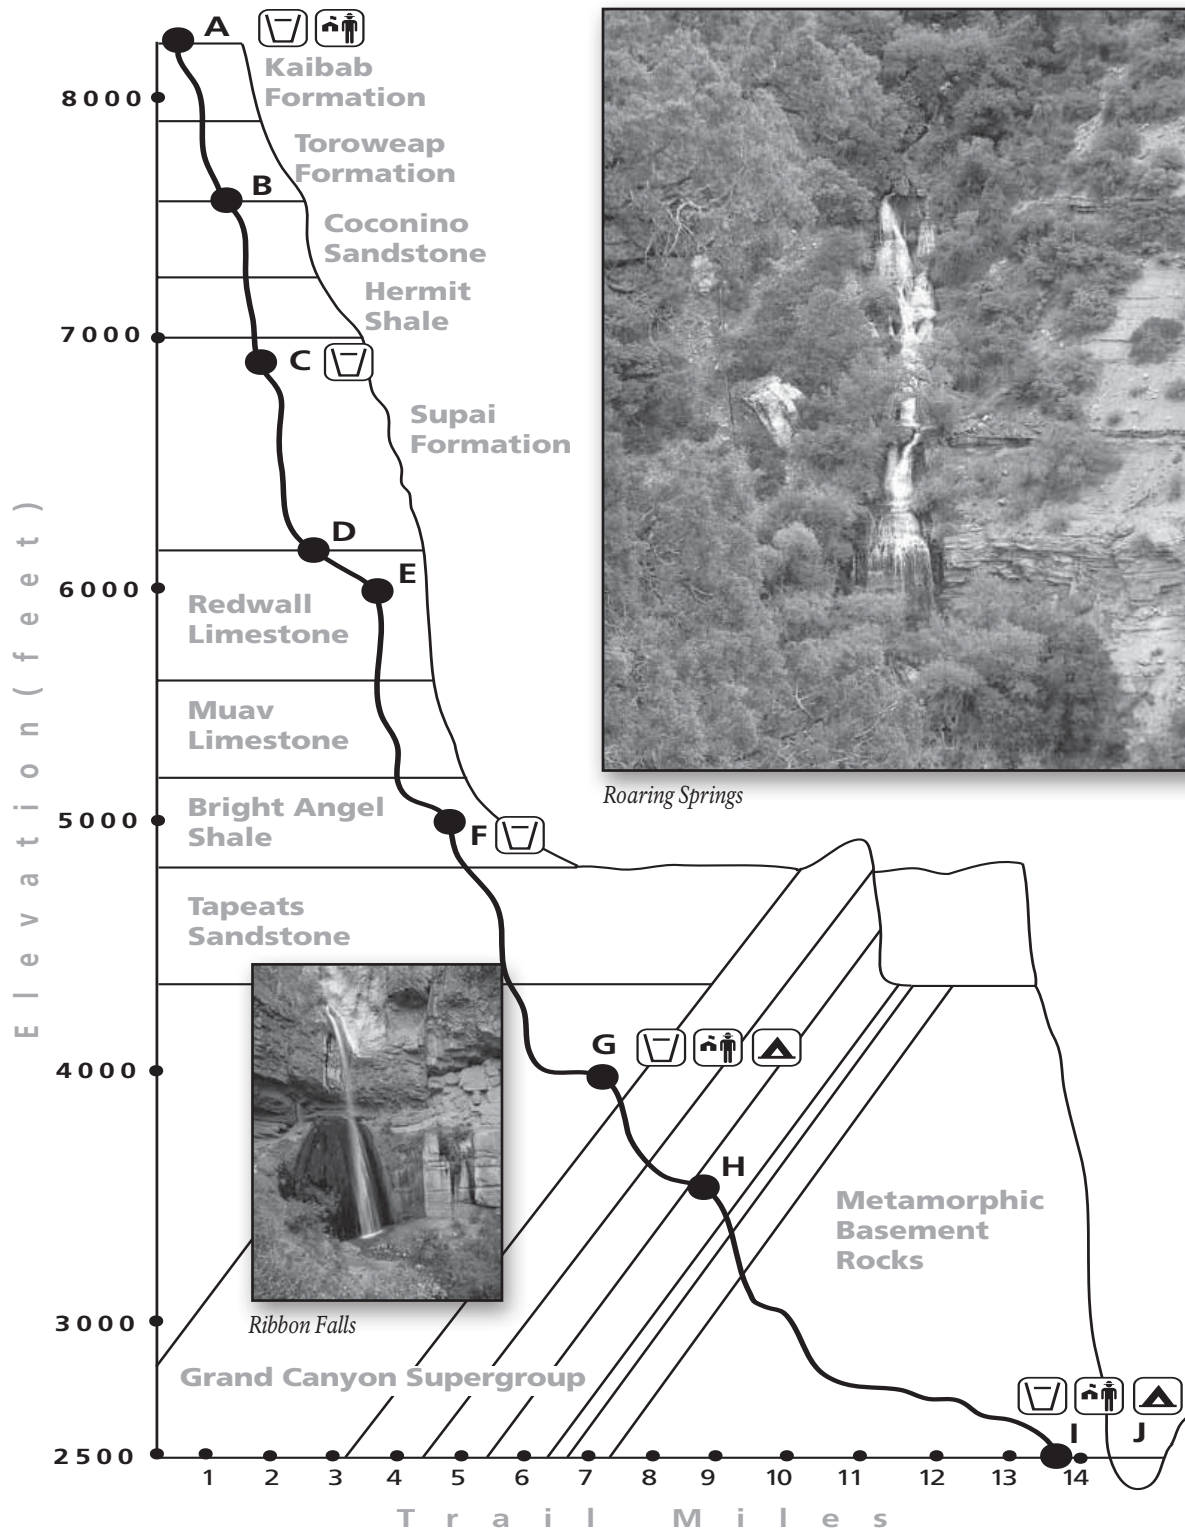 A
Kaibab
Formation
8000
Toroweap
Formation
B
Coconino
Sandstone
Hermit
Shale
7000
C
Supai
Formation
D
E
6000
Redwall
Limestone
Muav
Limestone
Roaring Springs
Bright Angel
Shale
5000
F
Tapeats
Sandstone
Elevation (feet)
G
4000
H
Metamorphic
Basement
Rocks
3000
Ribbon Falls
Grand Canyon Supergroup
I
J
2500
1 2 3 4 5 6 7 8 9 10 11 12 13 14
Trail Miles